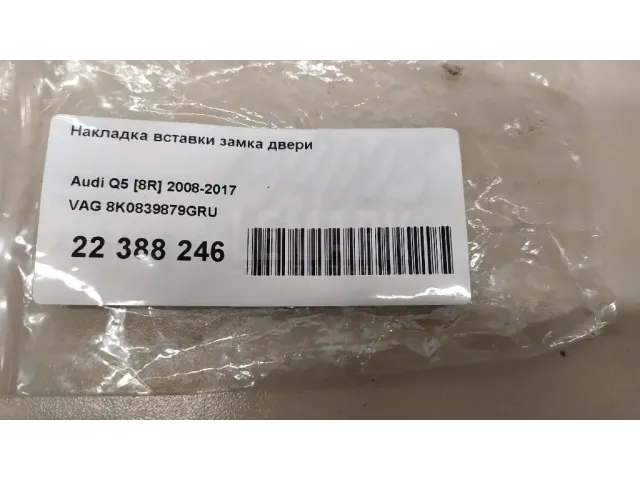 Накладка вставки замка двери
Audi Q5 [8R] 2008-2017
VAG 8K0839879GRU
22 388 246